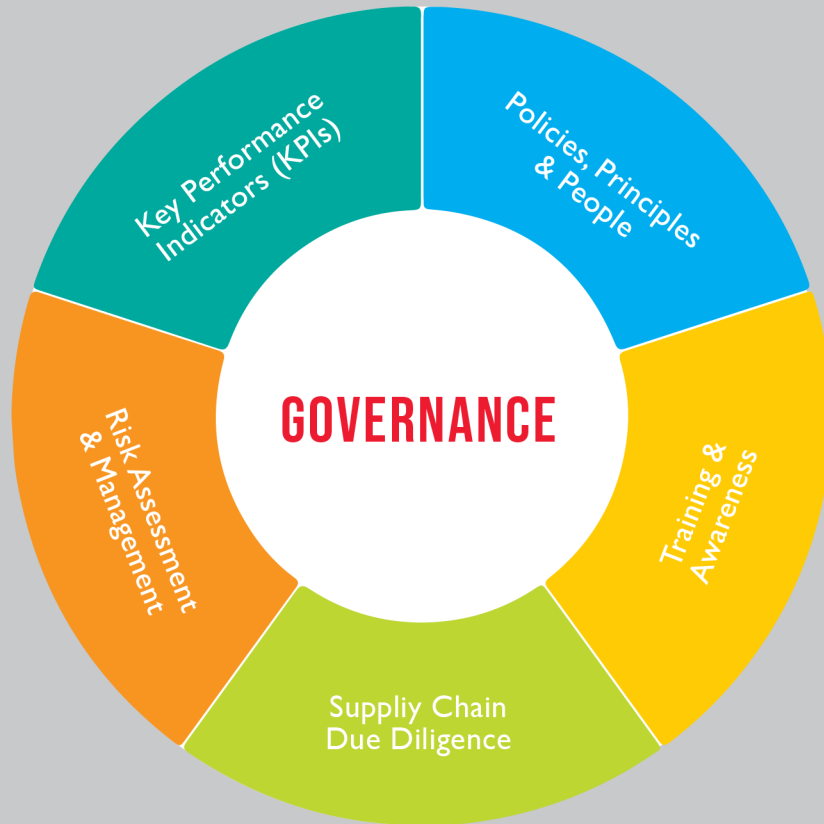 Key Performance
Indicators (KPIs)
Policies, Principles
& People
GOVERNANCE
Risk Assessment
& Management
Training &
Awareness
Suppliy Chain
Due Diligence